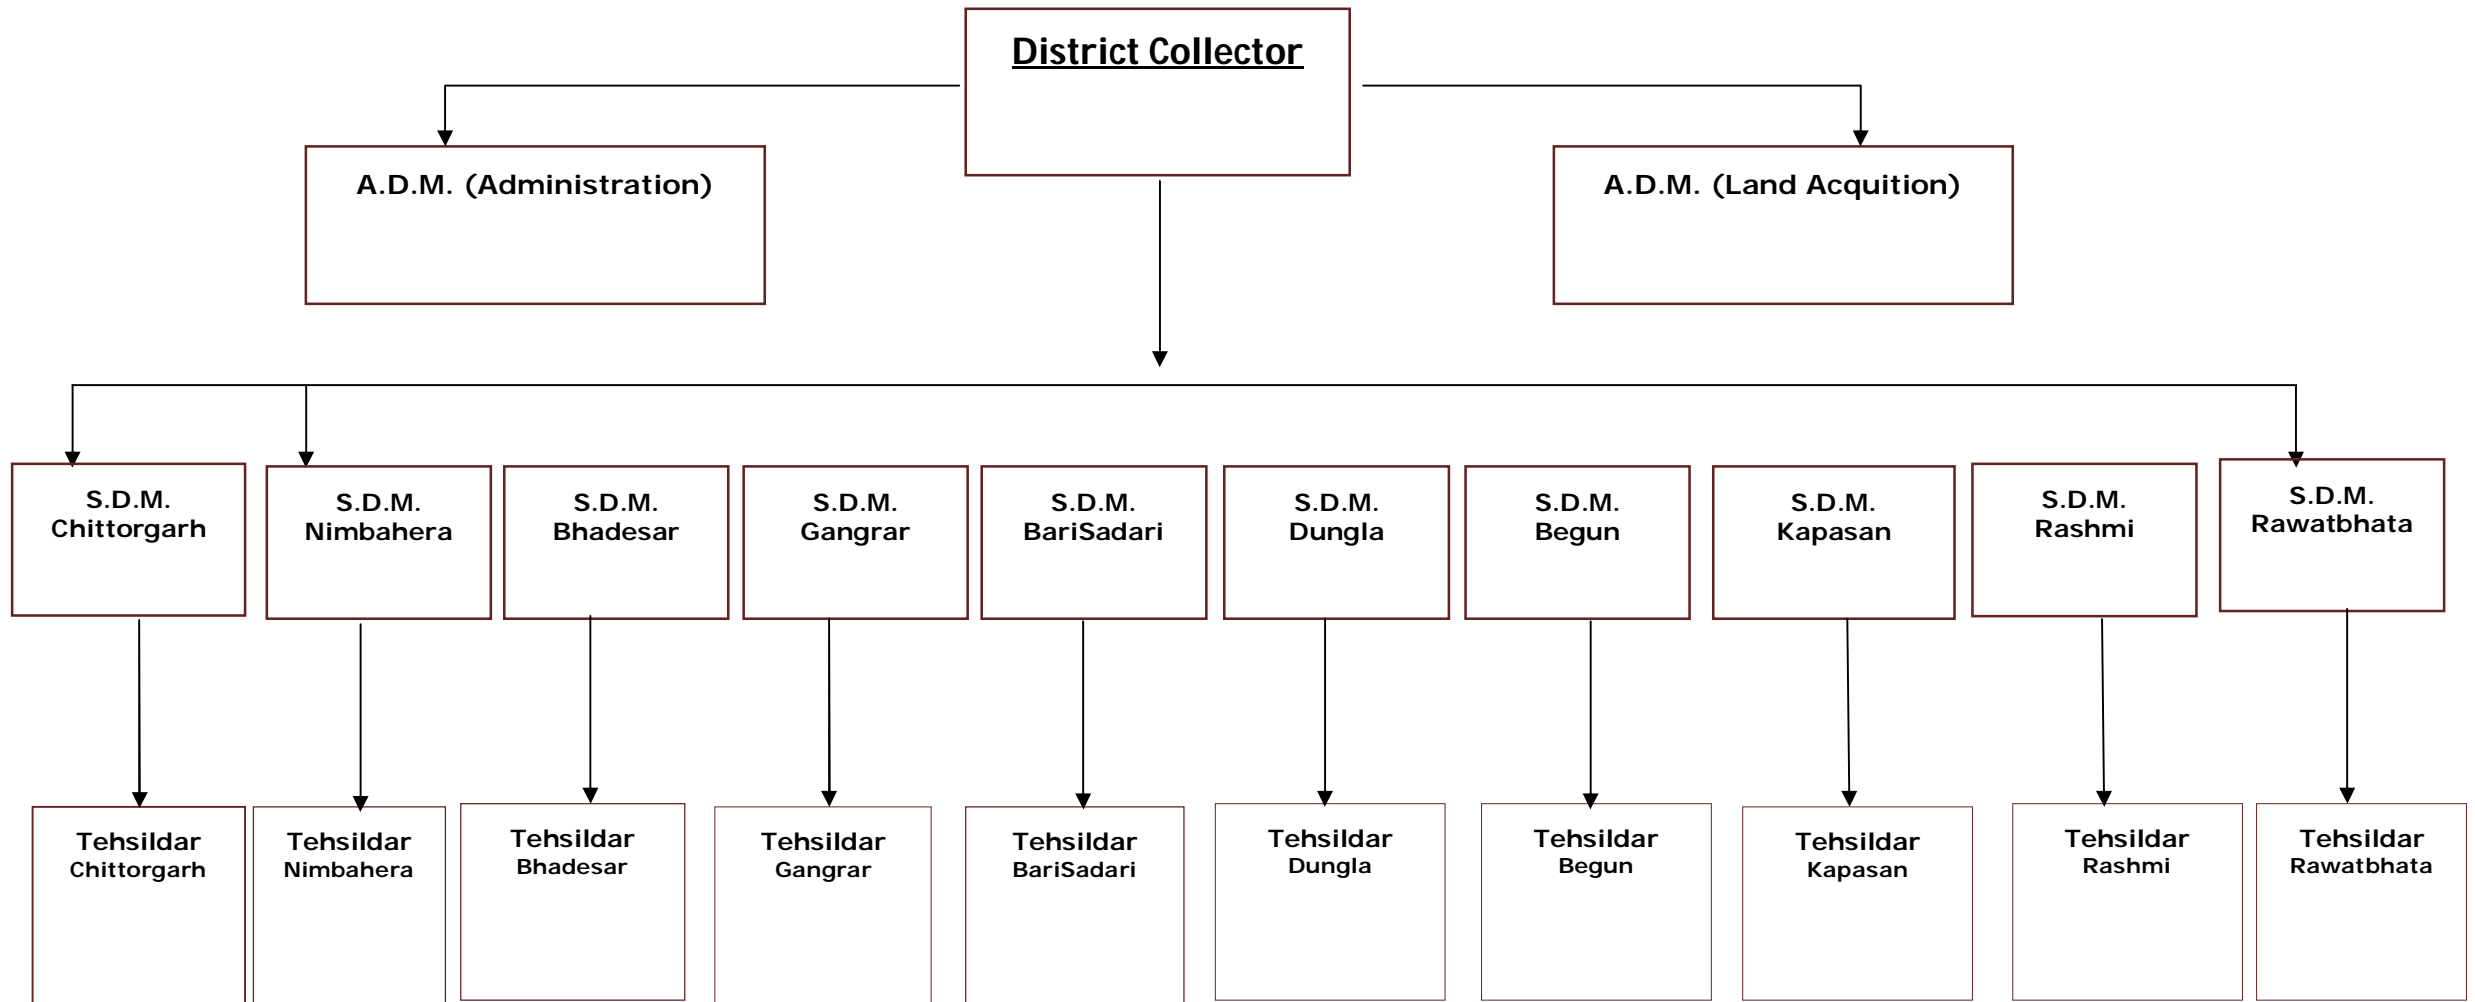 District Collector
A.D.M. (Administration)
A.D.M. (Land Acquition)
S.D.M.
Chittorgarh
S.D.M.
Nimbahera
S.D.M.
Bhadesar
S.D.M.
Gangrar
S.D.M.
BariSadari
S.D.M.
Dungla
S.D.M.
Begun
S.D.M.
Kapasan
S.D.M.
Rashmi
S.D.M.
Rawatbhata
Tehsildar
Chittorgarh
Tehsildar
Nimbahera
Tehsildar
Bhadesar
Tehsildar
Gangrar
Tehsildar
BariSadari
Tehsildar
Dungla
Tehsildar
Begun
Tehsildar
Kapasan
Tehsildar
Rashmi
Tehsildar
Rawatbhata